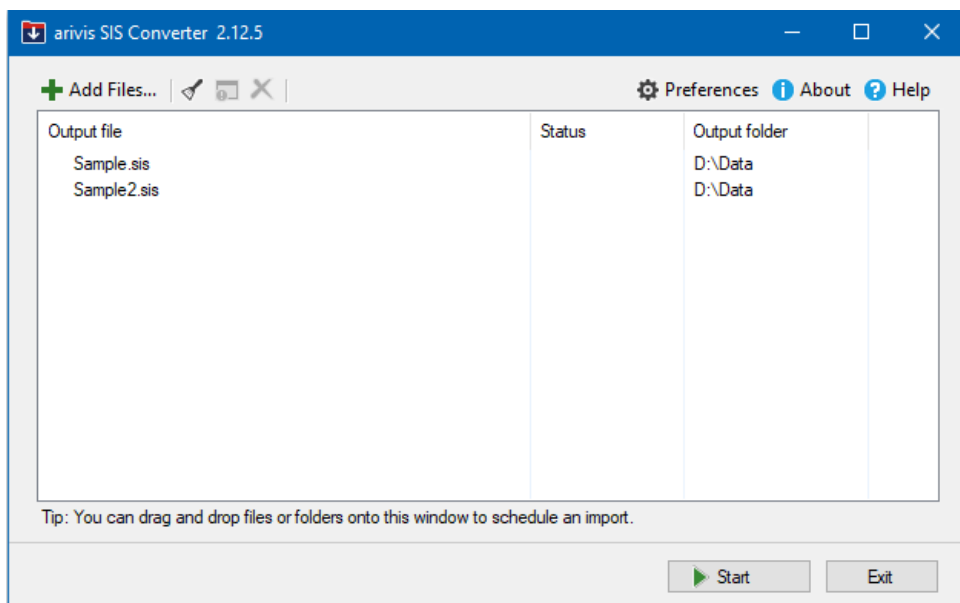 arivis SIS Converter 2.12.5
Add Files... Preferences About Help
Output file Status Output folder
Sample.sis D:\Data
Sample2.sis D:\Data
Tip: You can drag and drop files or folders onto this window to schedule an import.
Start Exit